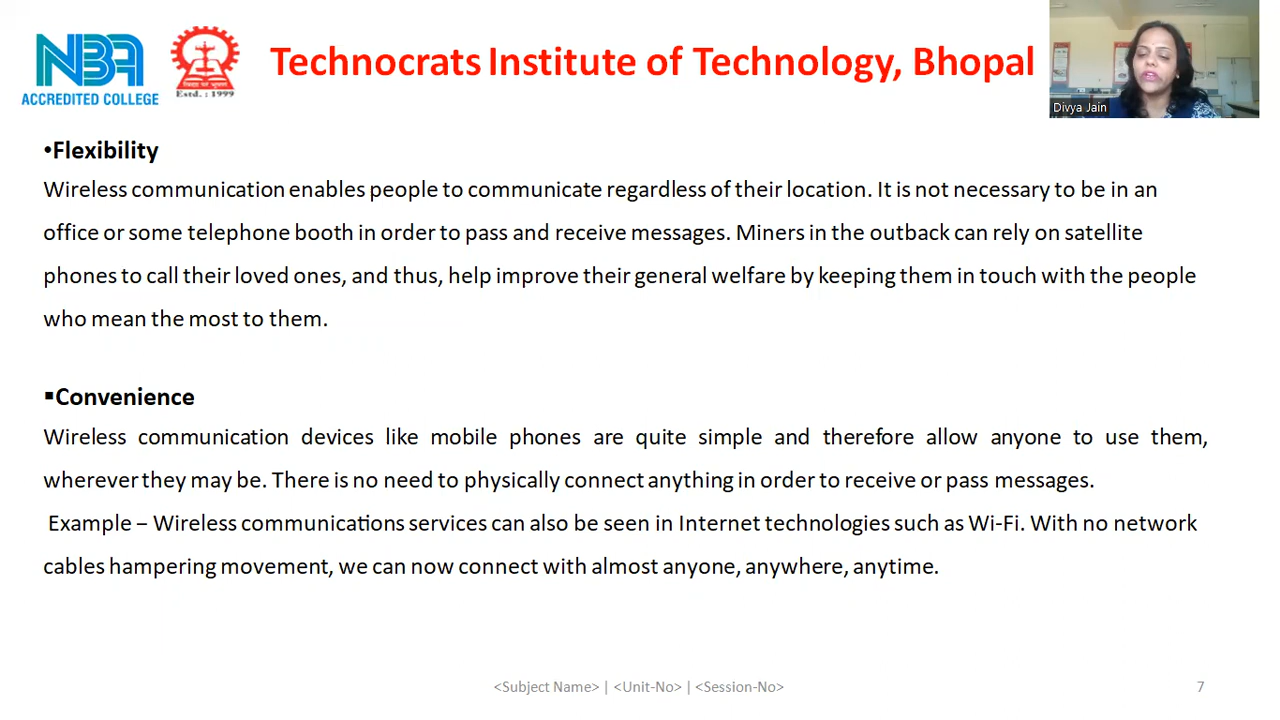 NBA
ACCREDITED COLLEGE
Estd. : 1999
Technocrats Institute of Technology, Bhopal
Divya Jain
•Flexibility
Wireless communication enables people to communicate regardless of their location. It is not necessary to be in an
office or some telephone booth in order to pass and receive messages. Miners in the outback can rely on satellite
phones to call their loved ones, and thus, help improve their general welfare by keeping them in touch with the people
who mean the most to them.
▪Convenience
Wireless communication devices like mobile phones are quite simple and therefore allow anyone to use them,
wherever they may be. There is no need to physically connect anything in order to receive or pass messages.
Example – Wireless communications services can also be seen in Internet technologies such as Wi-Fi. With no network
cables hampering movement, we can now connect with almost anyone, anywhere, anytime.
<Subject Name> | <Unit-No> | <Session-No>
7